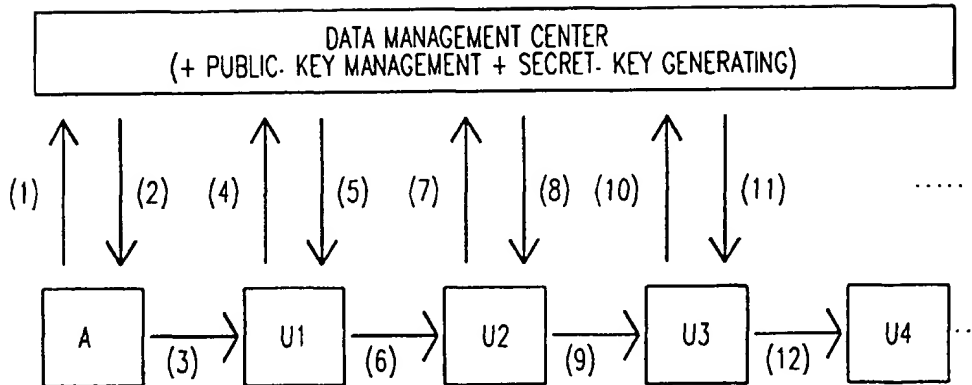 DATA MANAGEMENT CENTER
(+ PUBLIC- KEY MANAGEMENT + SECRET- KEY GENERATING)
(1) (2) (4) (5) (7) (8) (10) (11) .....
A U1 U2 U3 U4 ..
(3) (6) (9) (12)